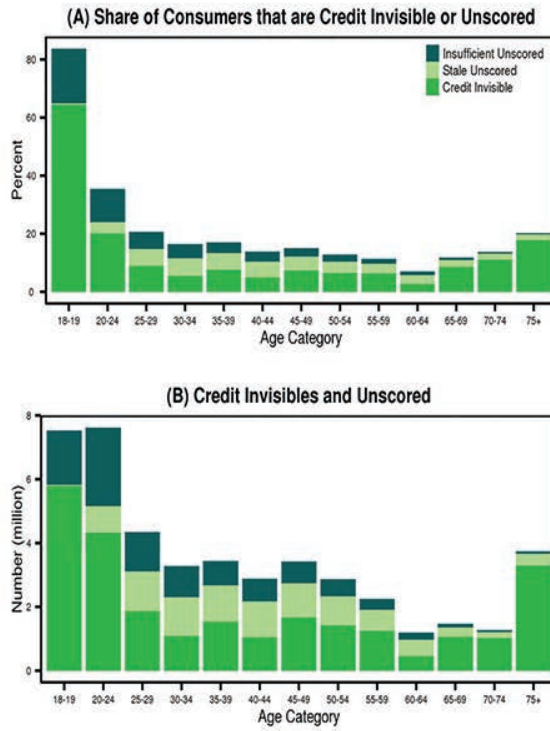 (A) Share of Consumers that are Credit Invisible or Unscored
Insufficient Unscored
Stale Unscored
Credit Invisible
Percent
80
60
40
20
0
18-19 20-24 25-29 30-34 35-39 40-44 45-49 50-54 55-59 60-64 65-69 70-74 75+
Age Category
(B) Credit Invisibles and Unscored
Number (million)
8
6
4
2
0
18-19 20-24 25-29 30-34 35-39 40-44 45-49 50-54 55-59 60-64 65-69 70-74 75+
Age Category